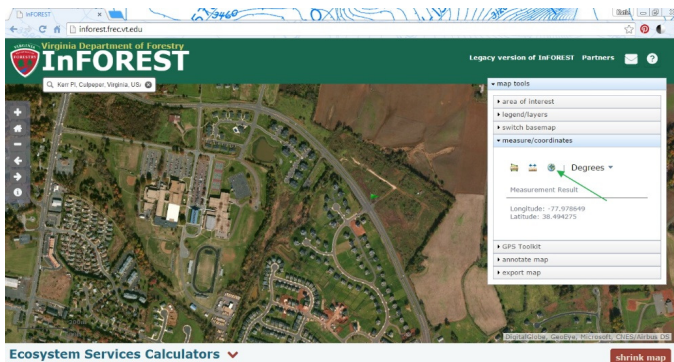 InFOREST
inforest.frec.vt.edu
Virginia Department of Forestry
InFOREST
Legacy version of InFOREST Partners
?
Kerr Pl, Culpeper, Virginia, USA
map tools
area of interest
legend/layers
switch basemap
measure/coordinates
Degrees
Measurement Result
Longitude: -77.978649
Latitude: 38.494275
GPS Toolkit
annotate map
export map
DigitalGlobe, GeoEye, Microsoft, CNES/Airbus DS
Ecosystem Services Calculators
shrink map